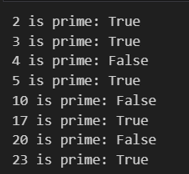 2 is prime: True
3 is prime: True
4 is prime: False
5 is prime: True
10 is prime: False
17 is prime: True
20 is prime: False
23 is prime: True